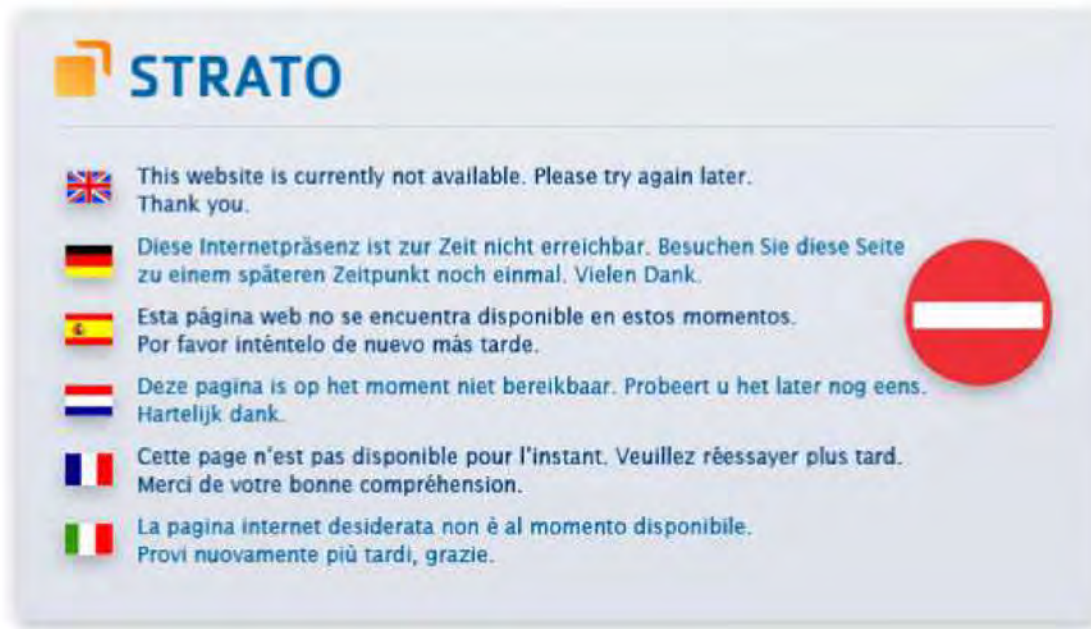 STRATO
This website is currently not available. Please try again later.
Thank you.
Diese Internetpräsenz ist zur Zeit nicht erreichbar. Besuchen Sie diese Seite
zu einem späteren Zeitpunkt noch einmal. Vielen Dank.
Esta página web no se encuentra disponible en estos momentos.
Por favor inténtelo de nuevo más tarde.
Deze pagina is op het moment niet bereikbaar. Probeert u het later nog eens.
Hartelijk dank.
Cette page n'est pas disponible pour l'instant. Veuillez réessayer plus tard.
Merci de votre bonne compréhension.
La pagina internet desiderata non è al momento disponibile.
Provi nuovamente più tardi, grazie.